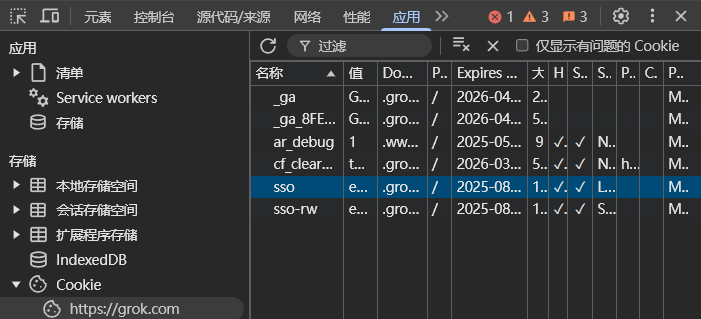 元素 控制台 源代码/来源 网络 性能 应用 1 3 3
应用
清单
Service workers
存储
存储
本地存储空间
会话存储空间
扩展程序存储
IndexedDB
Cookie
https://grok.com
过滤 仅显示有问题的 Cookie
名称 值 Do... P.. Expires ... 大 H S.. S.. P.. C. P..
_ga G... .gro... / 2026-04... 2.. M...
_ga_8FE... G... .gro... / 2026-04... 5.. M...
ar_debug 1 .ww... / 2025-05... 9 ✓. ✓ N... M...
cf_clear... t... .gro... / 2026-03... 5.. ✓. ✓ N.. h... M...
sso e... .gro... / 2025-08... 1.. ✓. ✓ L... M...
sso-rw e... .gro... / 2025-08... 1.. ✓. ✓ S... M...